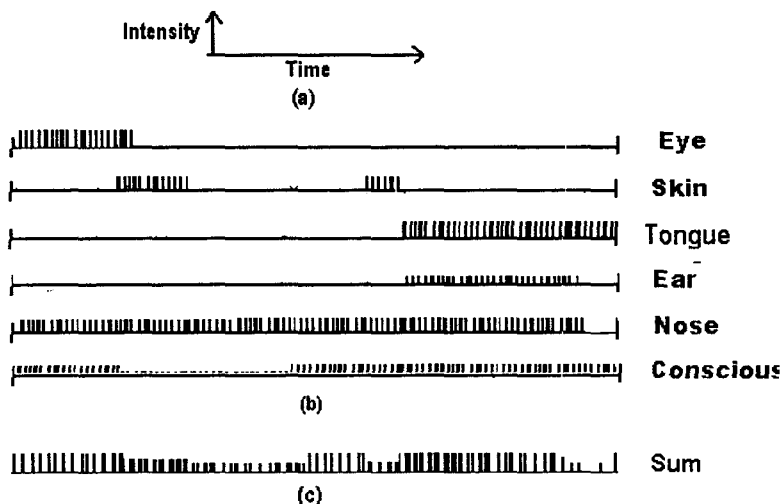 Intensity
Time
(a)
Eye
Skin
Tongue
Ear
Nose
Conscious
(b)
Sum
(c)